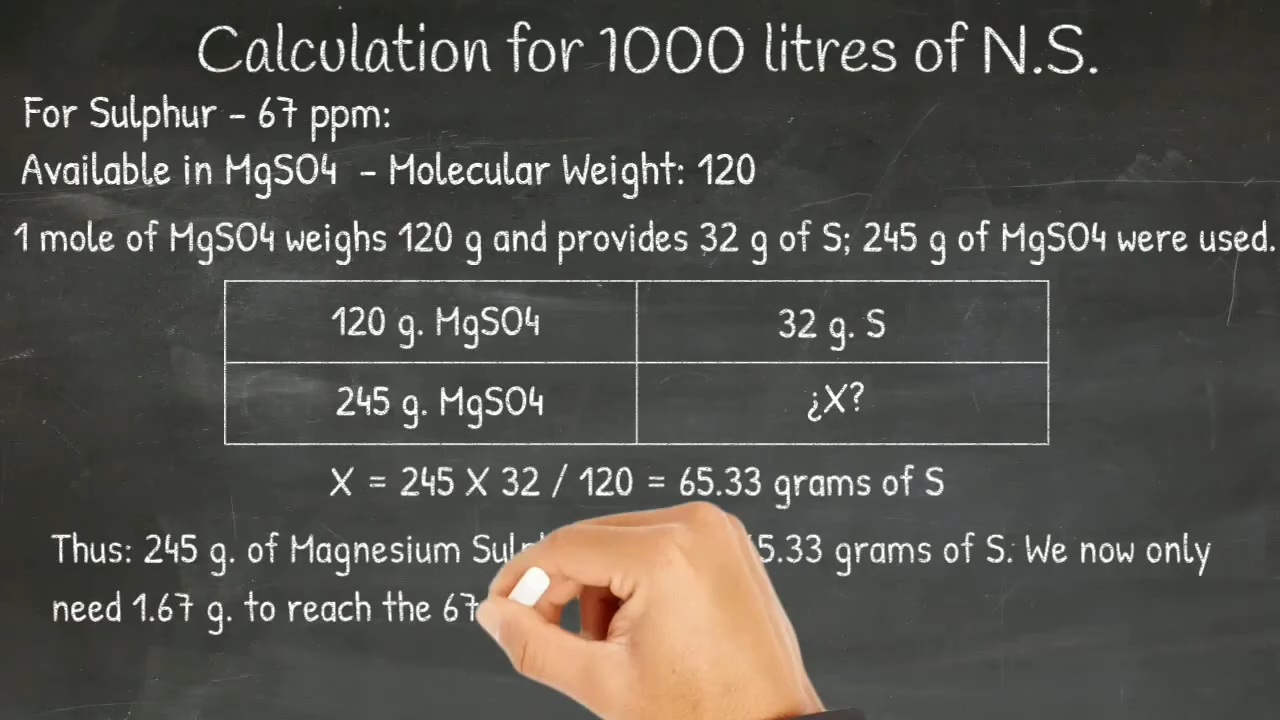 Calculation for 1000 litres of N.S.
For Sulphur - 67 ppm:
Available in MgSO4 - Molecular Weight: 120
1 mole of MgSO4 weighs 120 g and provides 32 g of S; 245 g of MgSO4 were used.
120 g. MgSO4 32 g. S
245 g. MgSO4 ¿X?
X = 245 X 32 / 120 = 65.33 grams of S
Thus: 245 g. of Magnesium 5.33 grams of S. We now only
need 1.67 g. to reach the 67